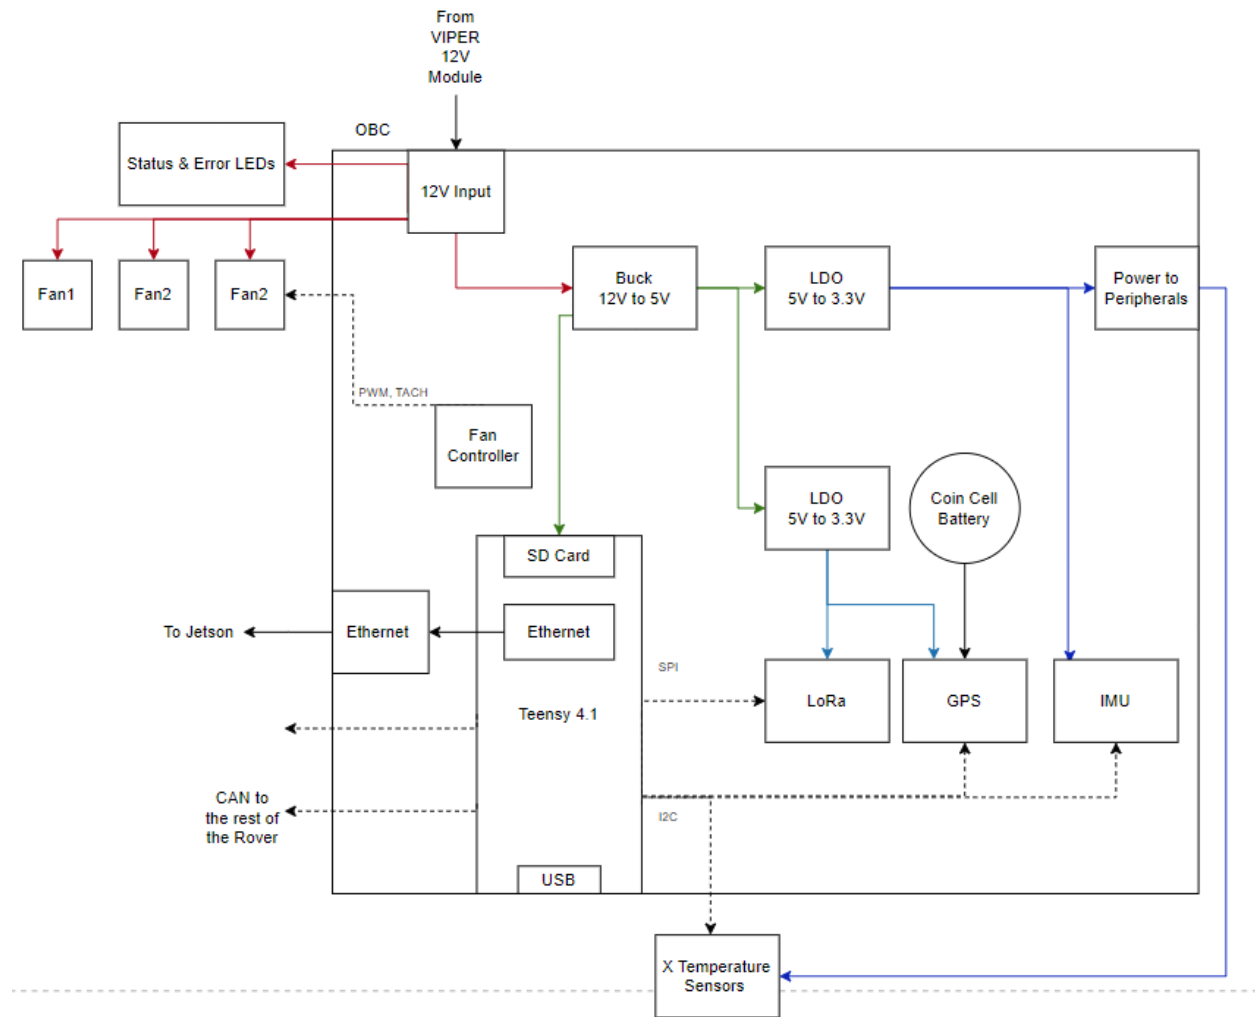 From
VIPER
12V
Module
OBC
Status & Error LEDs
12V Input
Fan1
Fan2
Fan2
Buck
12V to 5V
LDO
5V to 3.3V
Power to
Peripherals
PWM, TACH
Fan
Controller
LDO
5V to 3.3V
Coin Cell
Battery
SD Card
To Jetson
Ethernet
Ethernet
SPI
LoRa
GPS
IMU
Teensy 4.1
CAN to
the rest of
the Rover
I2C
USB
X Temperature
Sensors